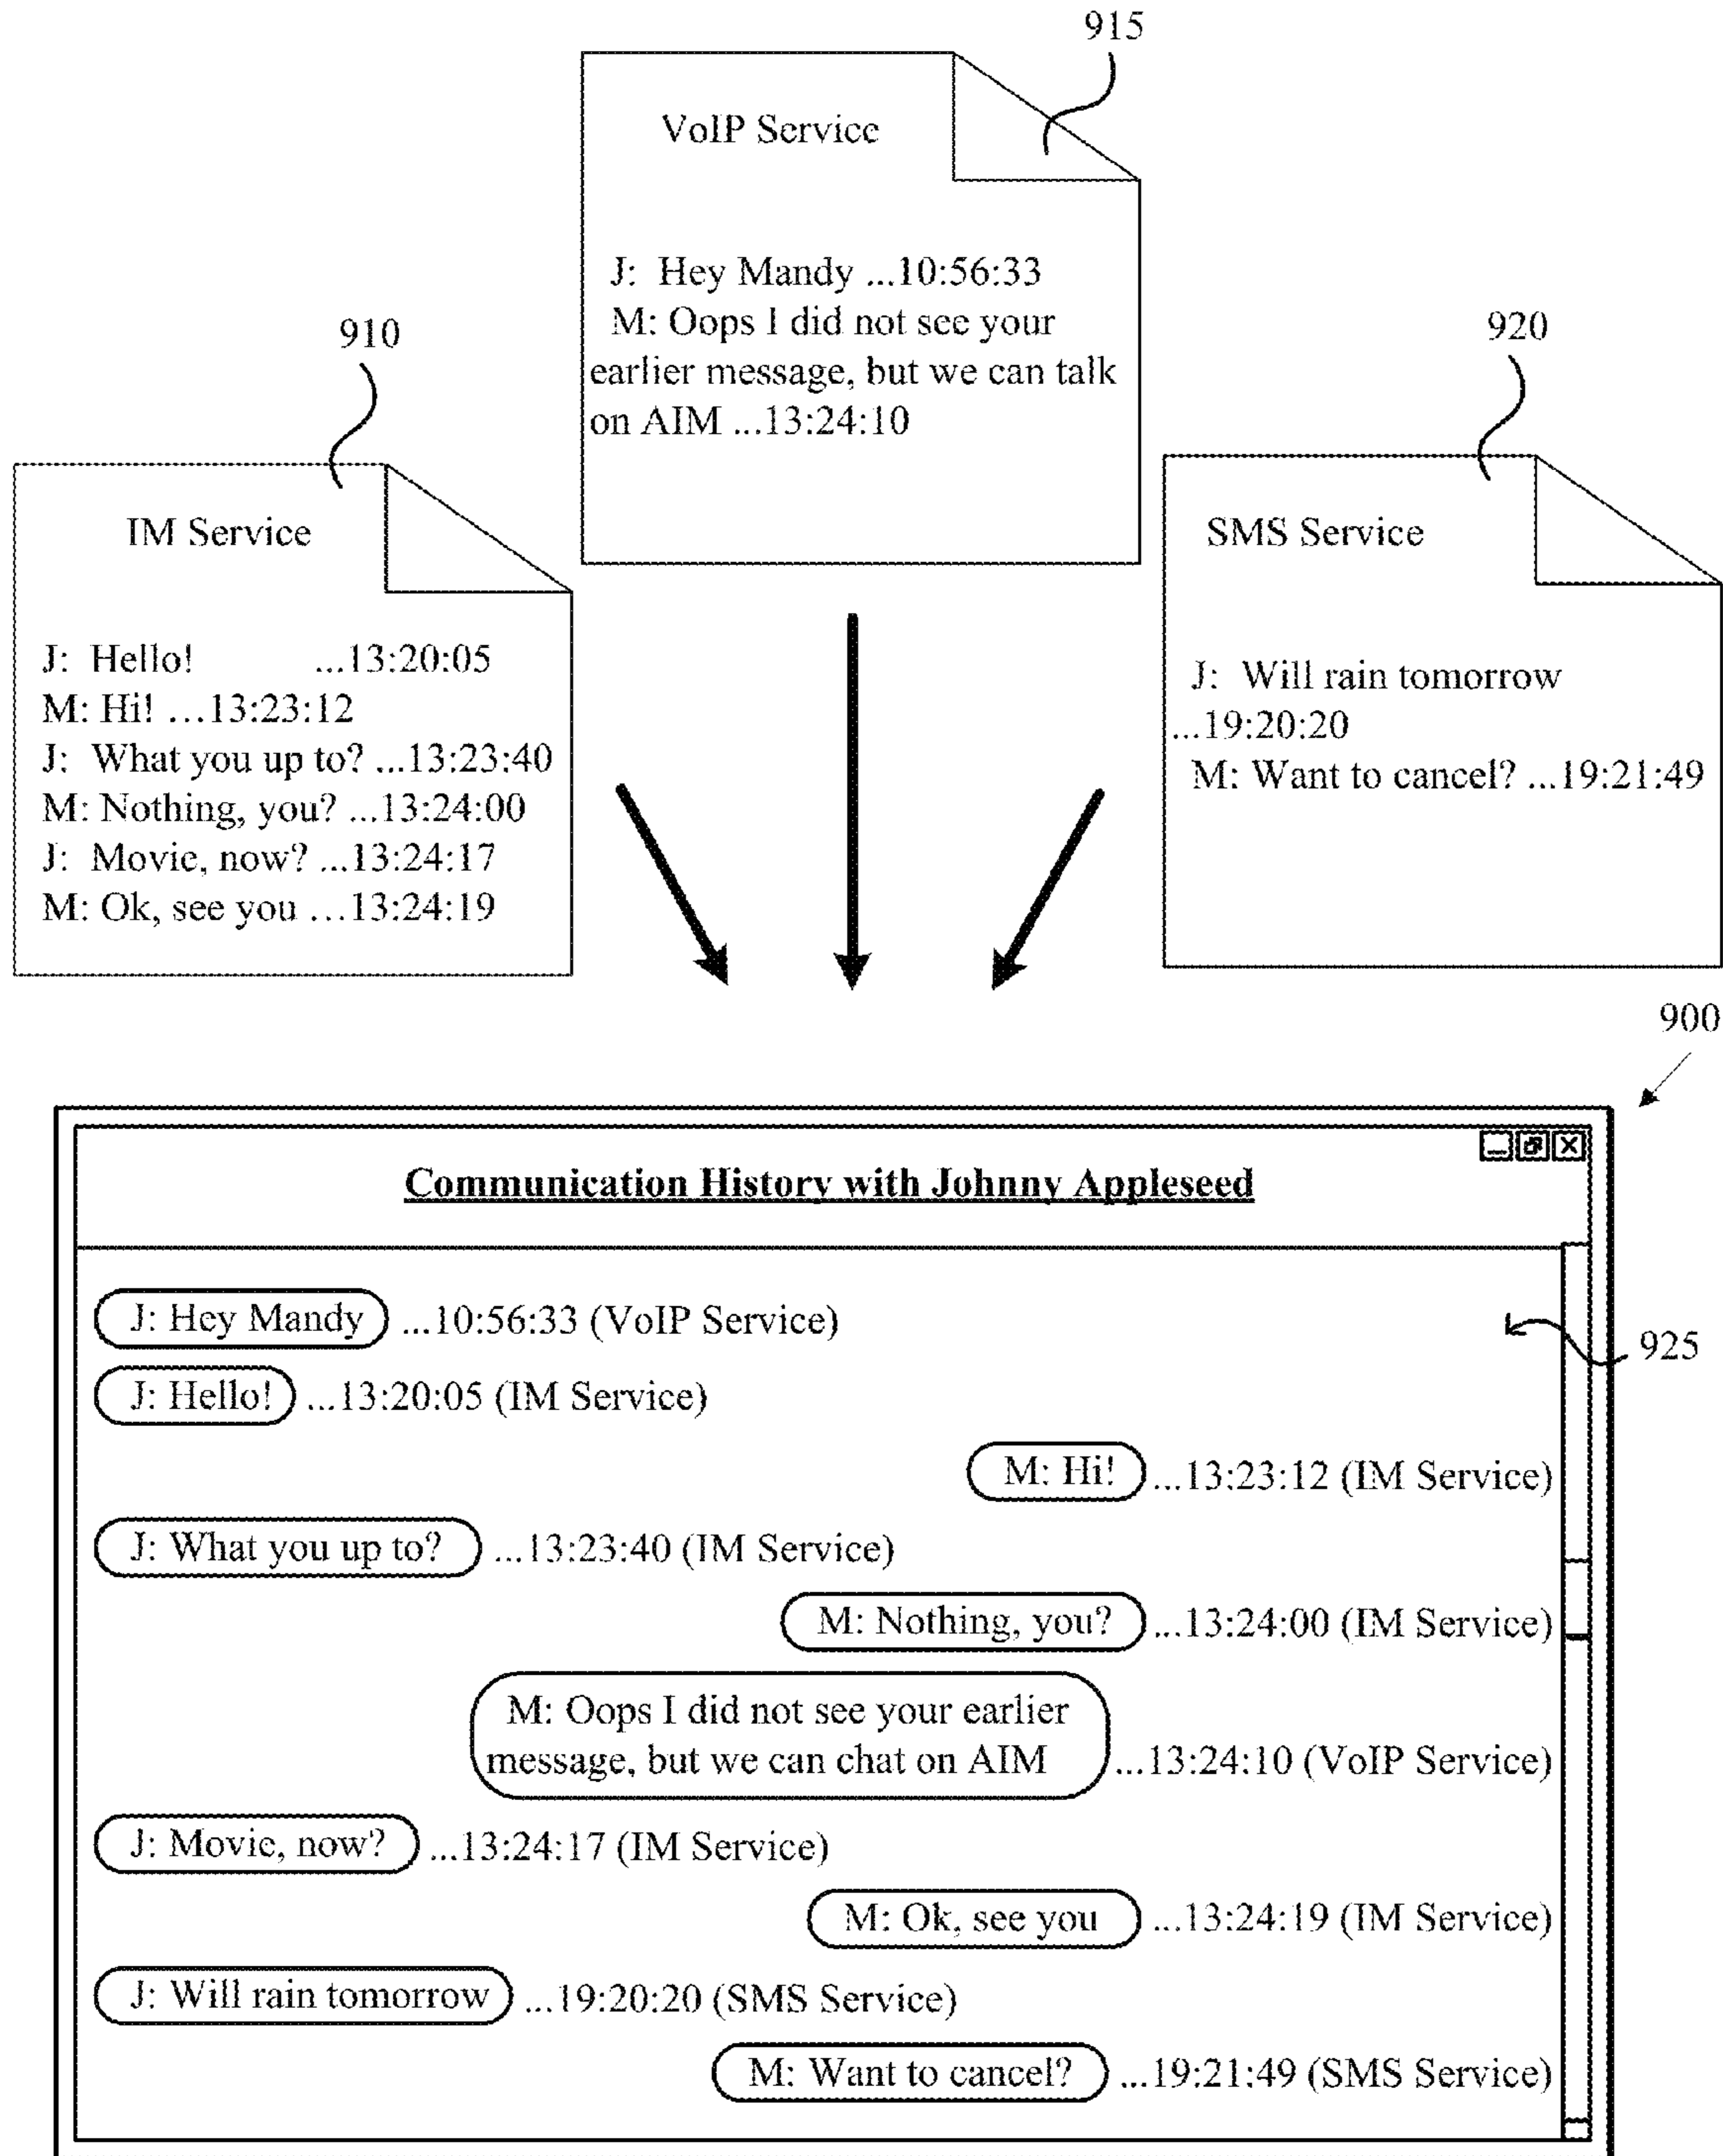 915
VoIP Service
J: Hey Mandy ...10:56:33
M: Oops I did not see your
earlier message, but we can talk
on AIM ...13:24:10
910
IM Service
J: Hello! ...13:20:05
M: Hi! ...13:23:12
J: What you up to? ...13:23:40
M: Nothing, you? ...13:24:00
J: Movie, now? ...13:24:17
M: Ok, see you ...13:24:19
920
SMS Service
J: Will rain tomorrow
...19:20:20
M: Want to cancel? ...19:21:49
900
Communication History with Johnny Appleseed
J: Hey Mandy ...10:56:33 (VoIP Service)
925
J: Hello! ...13:20:05 (IM Service)
M: Hi! ...13:23:12 (IM Service)
J: What you up to? ...13:23:40 (IM Service)
M: Nothing, you? ...13:24:00 (IM Service)
M: Oops I did not see your earlier
message, but we can chat on AIM ...13:24:10 (VoIP Service)
J: Movie, now? ...13:24:17 (IM Service)
M: Ok, see you ...13:24:19 (IM Service)
J: Will rain tomorrow ...19:20:20 (SMS Service)
M: Want to cancel? ...19:21:49 (SMS Service)